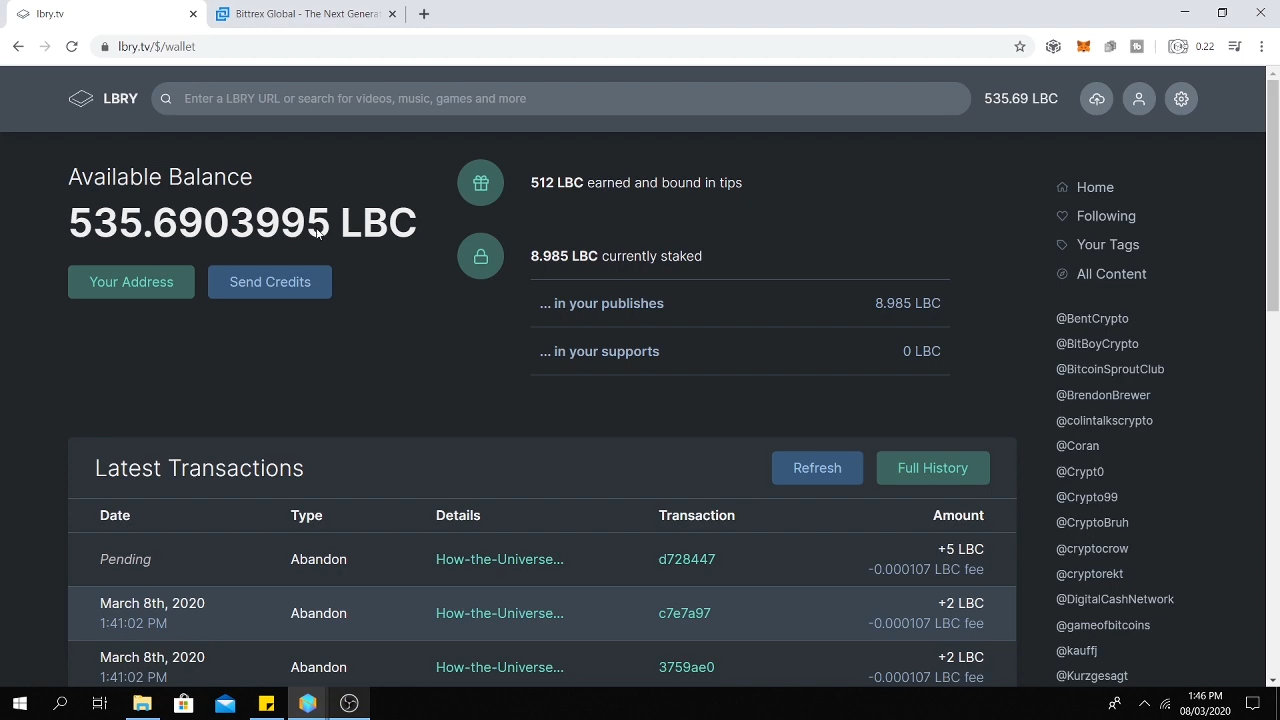 lbry.tv
Bittrex Global - The Next Genera
lbry.tv/$/wallet
0.22
LBRY
Enter a LBRY URL or search for videos, music, games and more
535.69 LBC
Available Balance
535.6903995 LBC
Your Address
Send Credits
512 LBC earned and bound in tips
8.985 LBC currently staked
... in your publishes
8.985 LBC
... in your supports
0 LBC
Home
Following
Your Tags
All Content
@BentCrypto
@BitBoyCrypto
@BitcoinSproutClub
@BrendonBrewer
@colintalkscrypto
@Coran
@Crypt0
@Crypto99
@CryptoBruh
@cryptocrow
@cryptorekt
@DigitalCashNetwork
@gameofbitcoins
@kauffj
@Kurzgesagt
Latest Transactions
Refresh
Full History
Date Type Details Transaction Amount
Pending Abandon How-the-Universe... d728447 +5 LBC
-0.000107 LBC fee
March 8th, 2020 Abandon How-the-Universe... c7e7a97 +2 LBC
1:41:02 PM -0.000107 LBC fee
March 8th, 2020 Abandon How-the-Universe... 3759ae0 +2 LBC
1:41:02 PM -0.000107 LBC fee
1:46 PM
08/03/2020